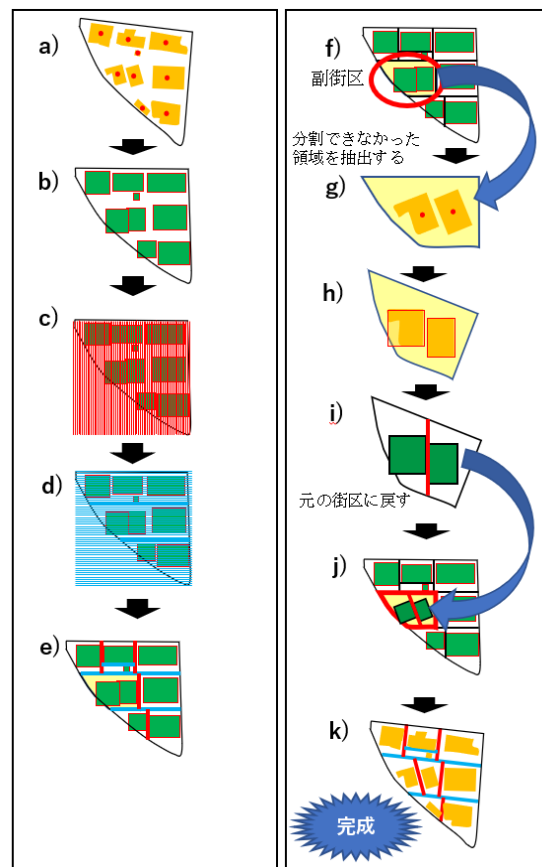 a)
b)
c)
d)
e)
f)
副街区
分割できなかった
領域を抽出する
g)
h)
i)
元の街区に戻す
j)
k)
完成